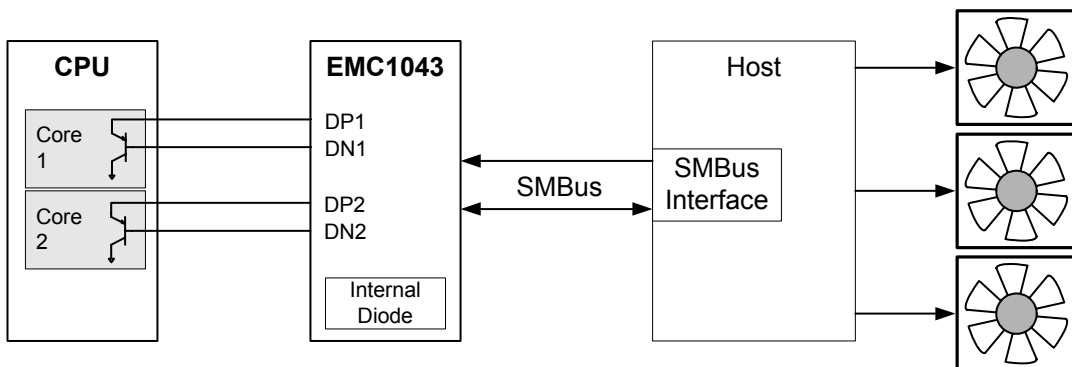 CPU
Core
1
Core
2
EMC1043
DP1
DN1
DP2
DN2
Internal
Diode
SMBus
Host
SMBus
Interface